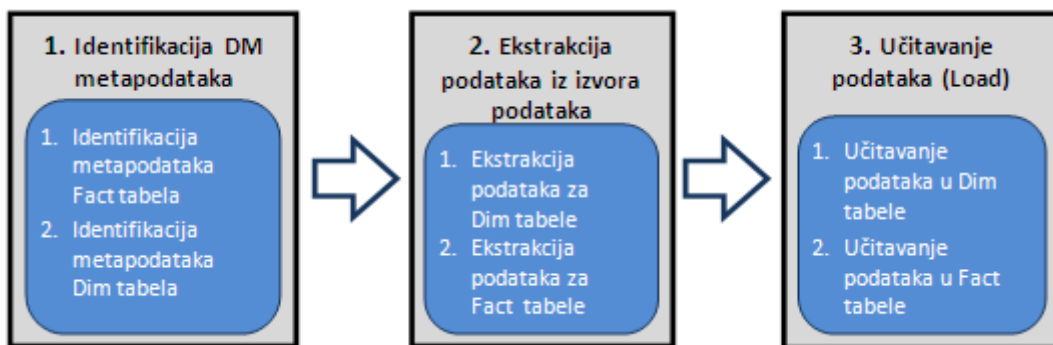 1. Identifikacija DM
metapodataka
1. Identifikacija
metapodataka
Fact tabela
2. Identifikacija
metapodataka
Dim tabela
2. Ekstrakcija
podataka iz izvora
podataka
1. Ekstrakcija
podataka za
Dim tabele
2. Ekstrakcija
podataka za
Fact tabele
3. Učitavanje
podataka (Load)
1. Učitavanje
podataka u Dim
tabele
2. Učitavanje
podataka u Fact
tabele